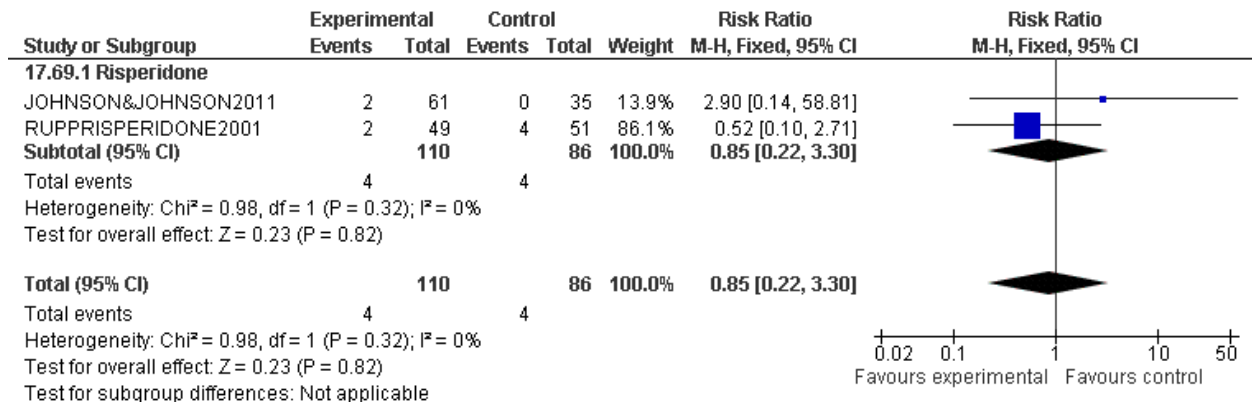 Experimental Control Risk Ratio Risk Ratio
Study or Subgroup Events Total Events Total Weight M-H, Fixed, 95% CI M-H, Fixed, 95% CI
17.69.1 Risperidone
JOHNSON&JOHNSON2011 2 61 0 35 13.9% 2.90 [0.14, 58.81]
RUPPRISPERIDONE2001 2 49 4 51 86.1% 0.52 [0.10, 2.71]
Subtotal (95% CI) 110 86 100.0% 0.85 [0.22, 3.30]
Total events 4 4
Heterogeneity: Chi² = 0.98, df = 1 (P = 0.32); I² = 0%
Test for overall effect: Z = 0.23 (P = 0.82)
Total (95% CI) 110 86 100.0% 0.85 [0.22, 3.30]
Total events 4 4
Heterogeneity: Chi² = 0.98, df = 1 (P = 0.32); I² = 0%
Test for overall effect: Z = 0.23 (P = 0.82)
Test for subgroup differences: Not applicable
0.02 0.1 1 10 50
Favours experimental Favours control